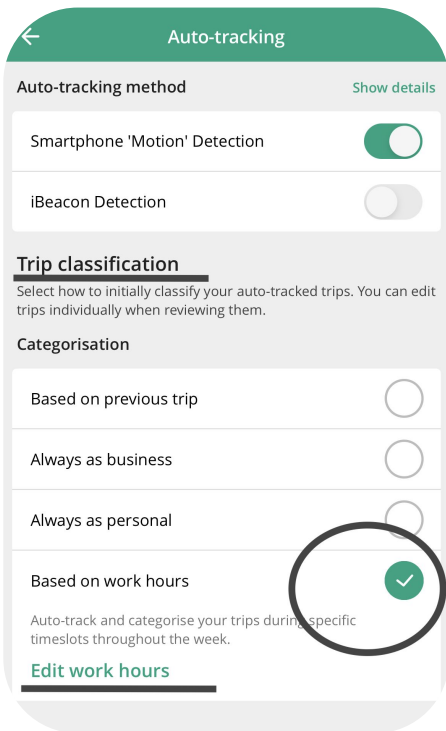 Auto-tracking
Auto-tracking method
Show details
Smartphone 'Motion' Detection
iBeacon Detection
Trip classification
Select how to initially classify your auto-tracked trips. You can edit
trips individually when reviewing them.
Categorisation
Based on previous trip
Always as business
Always as personal
Based on work hours
Auto-track and categorise your trips during specific
timeslots throughout the week.
Edit work hours